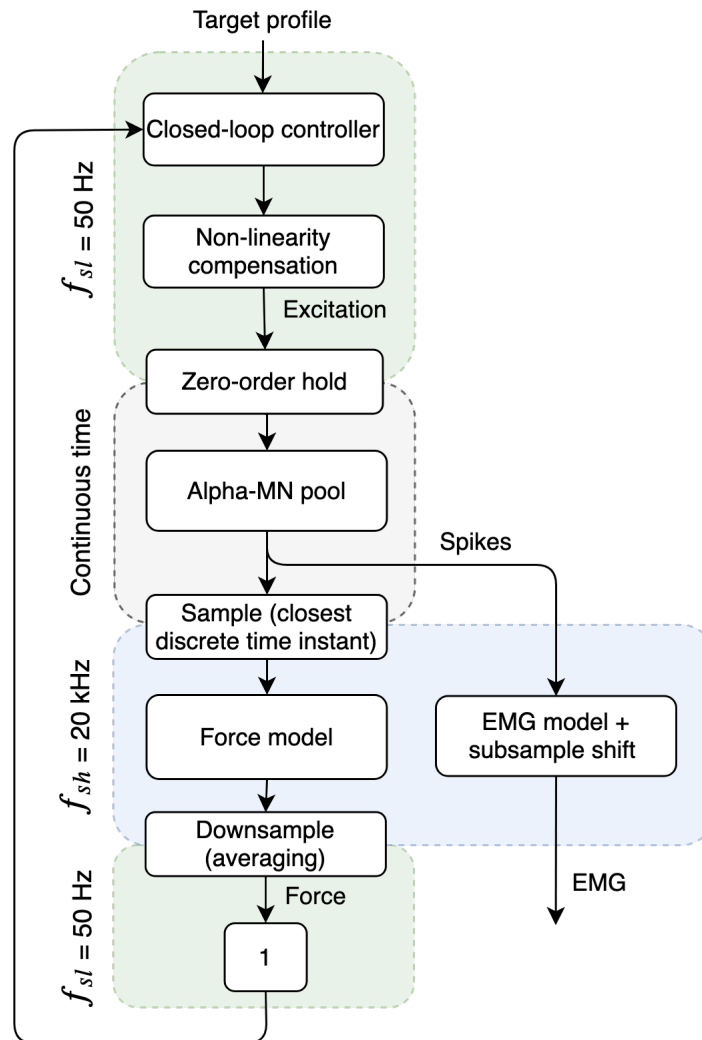 Target profile
Closed-loop controller
Non-linearity
compensation
f_sl = 50 Hz
Excitation
Zero-order hold
Alpha-MN pool
Continuous time
Spikes
Sample (closest
discrete time instant)
Force model
EMG model +
subsample shift
f_sh = 20 kHz
Downsample
(averaging)
Force
EMG
1
f_sl = 50 Hz